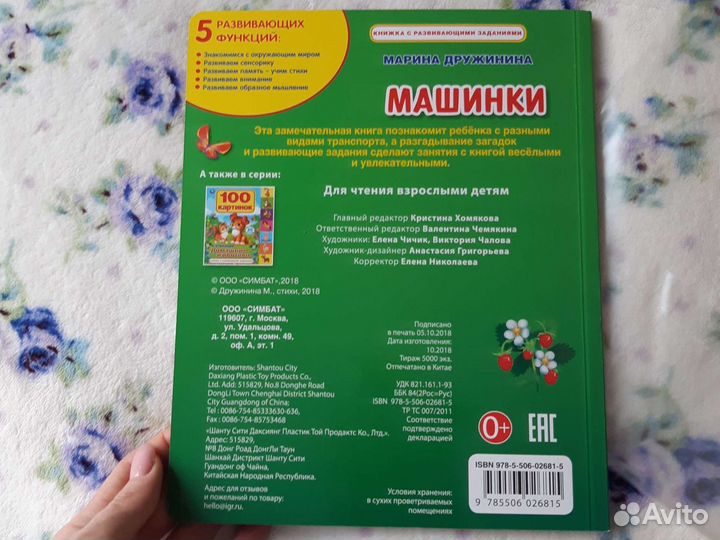 5 РАЗВИВАЮЩИХ
ФУНКЦИЙ:
• Знакомимся с окружающим миром
• Развиваем сенсорику
• Развиваем память – учим стихи
• Развиваем внимание
• Развиваем образное мышление
КНИЖКА С РАЗВИВАЮЩИМИ ЗАДАНИЯМИ
МАРИНА ДРУЖИНИНА
МАШИНКИ
Эта замечательная книга познакомит ребёнка с разными
видами транспорта, а разгадывание загадок
и развивающие задания сделают занятия с книгой весёлыми
и увлекательными.
А также в серии:
100
картинок
Домашние
животные
Для чтения взрослыми детям
Главный редактор Кристина Хомякова
Ответственный редактор Валентина Чемякина
Художники: Елена Чичик, Виктория Чалова
Художник-дизайнер Анастасия Григорьева
Корректор Елена Николаева
© ООО «СИМБАТ», 2018
© Дружинина М., стихи, 2018
ООО «СИМБАТ»
119607, г. Москва,
ул. Удальцова,
д. 2, пом. 1, комн. 49,
оф. А, эт. 1
Изготовитель: Shantou City
Daxiang Plastic Toy Products Co.,
Ltd. Add: 515829, No.8 Donghe Road
DongLi Town Chenghai District Shantou
City Guangdong of China;
Tel : 0086-754-85333630-636,
Fax : 0086-754-85753468
«Шанту Сити Даксиянг Пластик Той Продактс Ко., Лтд.».
Адрес: 515829,
№8 Донг Роад ДонгЛи Таун
Шанхай Дистрикт Шанту Сити
Гуандонг оф Чайна,
Китайская Народная Республика.
Адрес для отзывов
и пожеланий по товару:
hello@igr.ru
Подписано
в печать 05.10.2018
Дата изготовления:
10.2018
Тираж 5000 экз.
Отпечатано в Китае
УДК 821.161.1-93
ББК 84(2Рос=Рус)
ISBN 978-5-506-02681-5
ТР ТС 007/2011
Соответствие
подтверждено
декларацией
0+
EAC
Условия хранения:
в сухих проветриваемых
помещениях
ISBN 978-5-506-02681-5
9 785506 026815
Avito